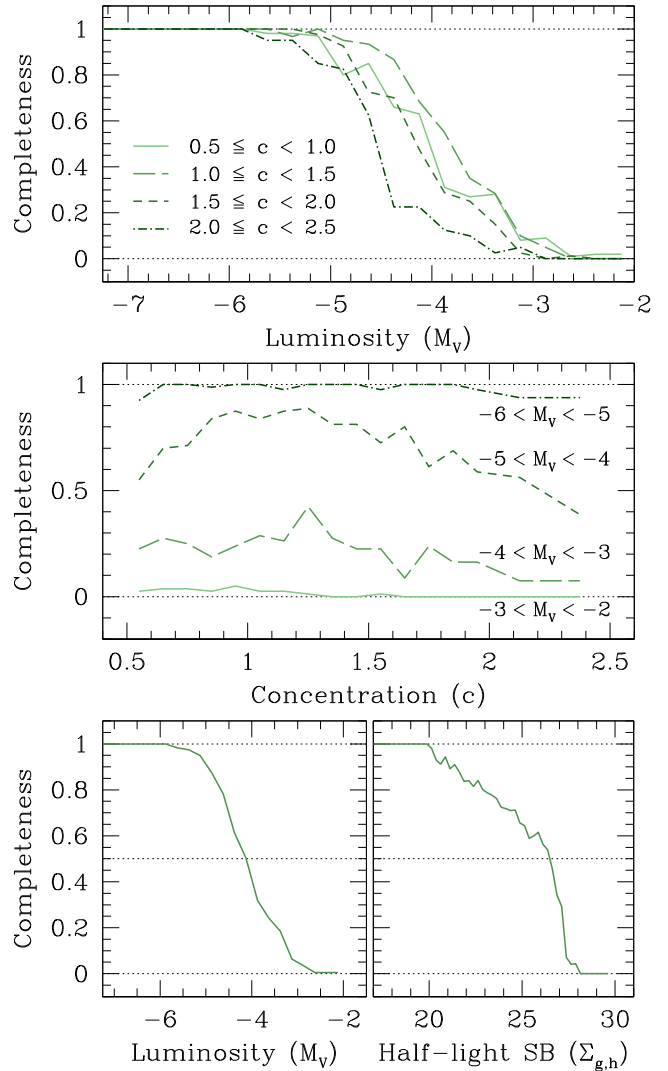 Completeness
1
0.8
0.6
0.4
0.2
0
0.5 ≦ c < 1.0
1.0 ≦ c < 1.5
1.5 ≦ c < 2.0
2.0 ≦ c < 2.5
−7 −6 −5 −4 −3 −2
Luminosity (M_V)
Completeness
1
0.5
0
−6 < M_V < −5
−5 < M_V < −4
−4 < M_V < −3
−3 < M_V < −2
0.5 1 1.5 2 2.5
Concentration (c)
Completeness
1
0.8
0.6
0.4
0.2
0
−6 −4 −2
Luminosity (M_V)
20 25 30
Half−light SB (Σ_g,h)